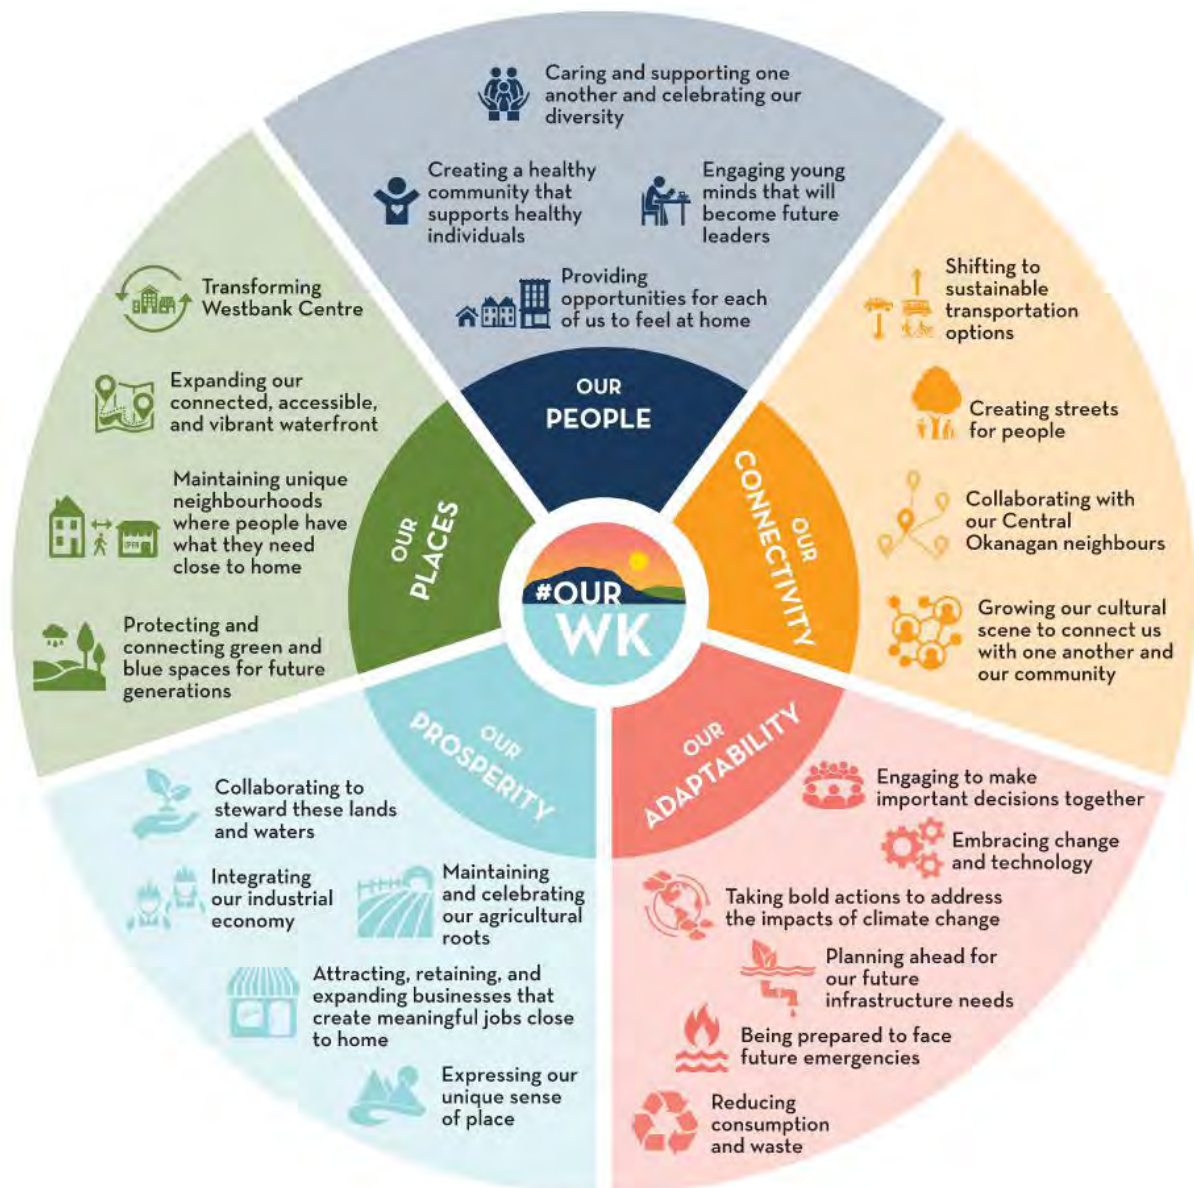 Caring and supporting one
another and celebrating our
diversity
Creating a healthy
community that
supports healthy
individuals
Engaging young
minds that will
become future
leaders
Providing
opportunities for each
of us to feel at home
OUR
PEOPLE
Shifting to
sustainable
transportation
options
Creating streets
for people
Collaborating with
our Central
Okanagan neighbours
Growing our cultural
scene to connect us
with one another and
our community
OUR
CONNECTIVITY
Engaging to make
important decisions together
Embracing change
and technology
Taking bold actions to address
the impacts of climate change
Planning ahead for
our future
infrastructure needs
Being prepared to face
future emergencies
Reducing
consumption
and waste
OUR
ADAPTABILITY
Collaborating to
steward these lands
and waters
Integrating
our industrial
economy
Maintaining
and celebrating
our agricultural
roots
Attracting, retaining, and
expanding businesses that
create meaningful jobs close
to home
Expressing our
unique sense
of place
OUR
PROSPERITY
Transforming
Westbank Centre
Expanding our
connected, accessible,
and vibrant waterfront
Maintaining unique
neighbourhoods
where people have
what they need
close to home
OPEN
Protecting and
connecting green and
blue spaces for future
generations
OUR
PLACES
#OUR
WK